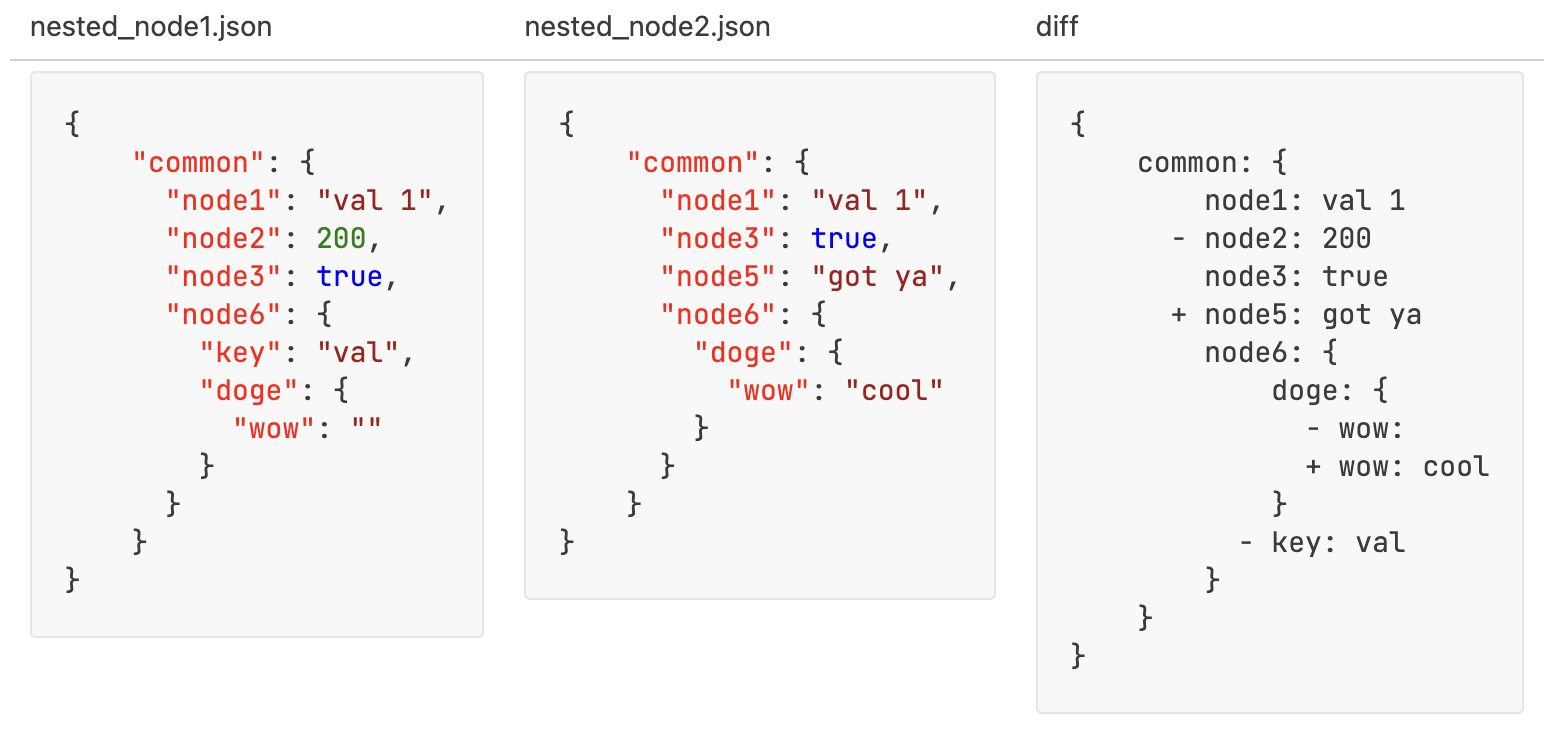 nested_node1.json
{
    "common": {
      "node1": "val 1",
      "node2": 200,
      "node3": true,
      "node6": {
        "key": "val",
        "doge": {
          "wow": ""
        }
      }
    }
}
nested_node2.json
{
    "common": {
      "node1": "val 1",
      "node3": true,
      "node5": "got ya",
      "node6": {
        "doge": {
          "wow": "cool"
        }
      }
    }
}
diff
{
    common: {
        node1: val 1
      - node2: 200
        node3: true
      + node5: got ya
        node6: {
            doge: {
              - wow:
              + wow: cool
            }
          - key: val
        }
    }
}